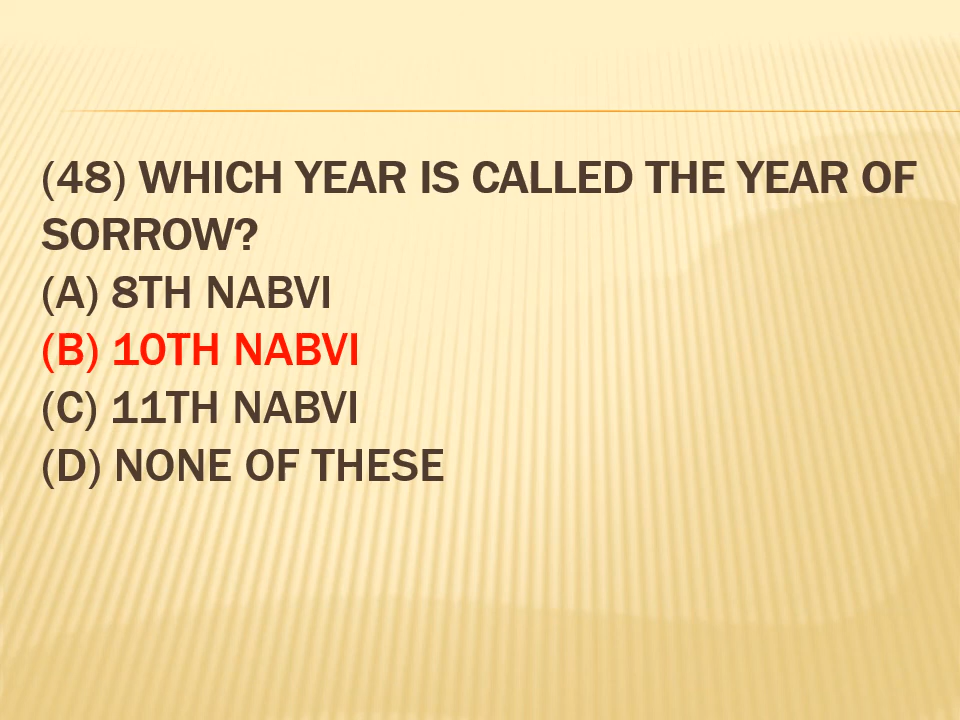 (48) WHICH YEAR IS CALLED THE YEAR OF
SORROW?
(A) 8TH NABVI
(B) 10TH NABVI
(C) 11TH NABVI
(D) NONE OF THESE